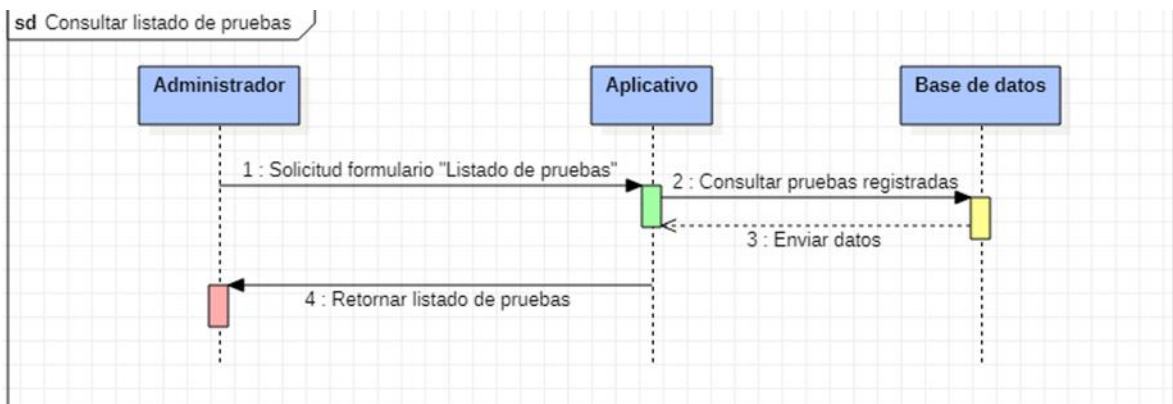 sd Consultar listado de pruebas
Administrador
Aplicativo
Base de datos
1 : Solicitud formulario "Listado de pruebas"
2 : Consultar pruebas registradas
3 : Enviar datos
4 : Retornar listado de pruebas